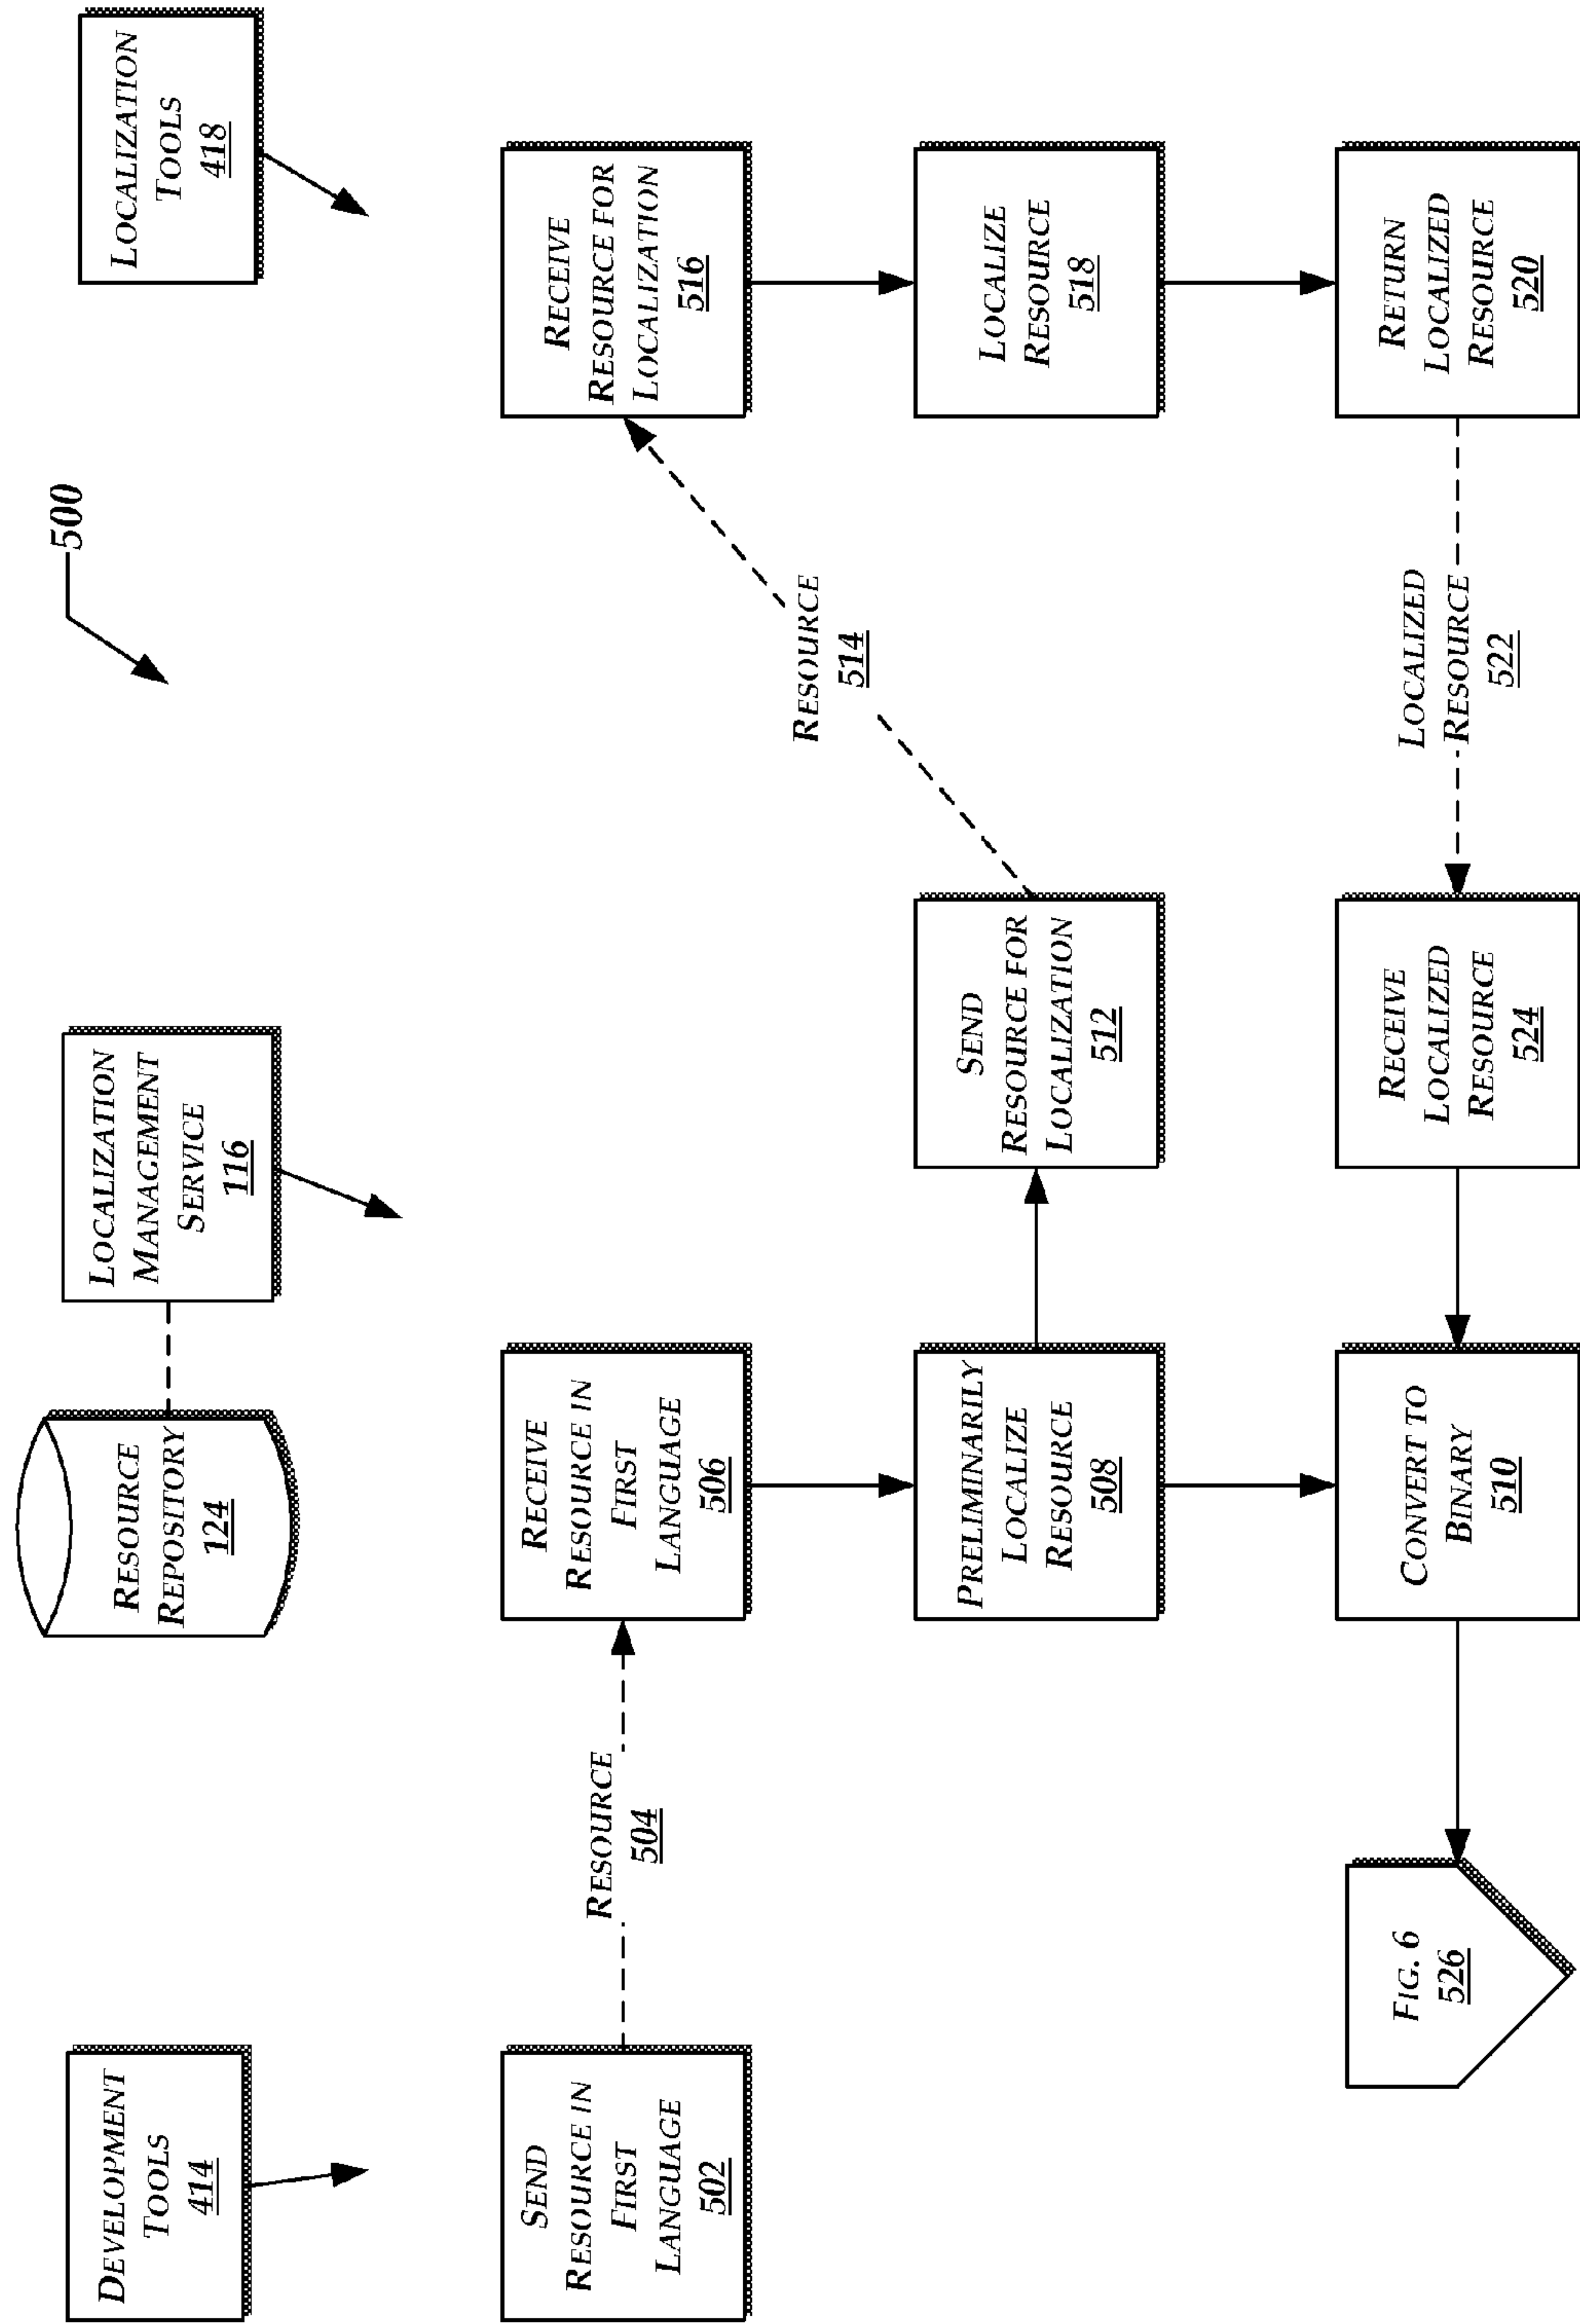 500
DEVELOPMENT
TOOLS
414
RESOURCE
REPOSITORY
124
LOCALIZATION
MANAGEMENT
SERVICE
116
LOCALIZATION
TOOLS
418
SEND
RESOURCE IN
FIRST
LANGUAGE
502
RESOURCE
504
RECEIVE
RESOURCE IN
FIRST
LANGUAGE
506
RECEIVE
RESOURCE FOR
LOCALIZATION
516
RESOURCE
514
PRELIMINARILY
LOCALIZE
RESOURCE
508
SEND
RESOURCE FOR
LOCALIZATION
512
LOCALIZE
RESOURCE
518
FIG. 6
526
CONVERT TO
BINARY
510
RECEIVE
LOCALIZED
RESOURCE
524
LOCALIZED
RESOURCE
522
RETURN
LOCALIZED
RESOURCE
520